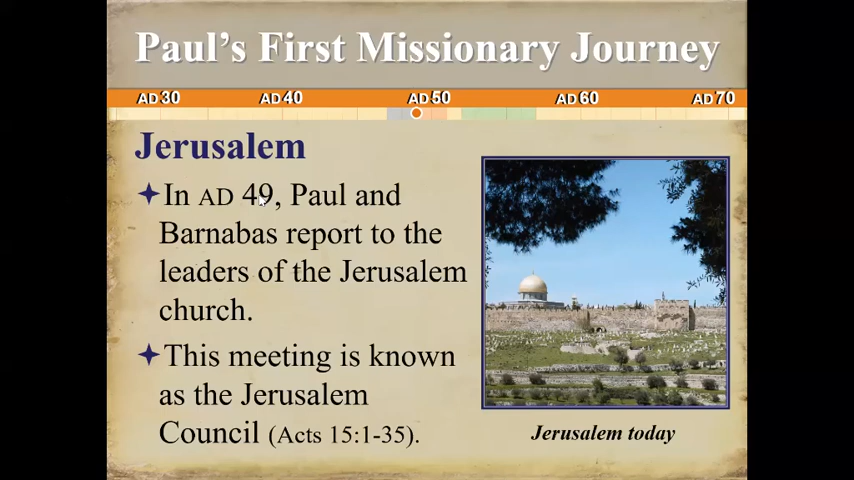 Paul's First Missionary Journey
AD 30 AD 40 AD 50 AD 60 AD 70
Jerusalem
In AD 49, Paul and
Barnabas report to the
leaders of the Jerusalem
church.
This meeting is known
as the Jerusalem
Council (Acts 15:1-35).
Jerusalem today